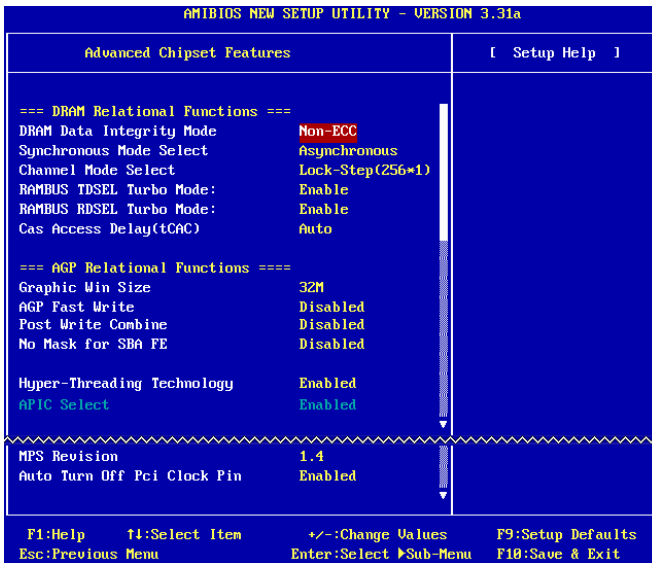 AMIBIOS NEW SETUP UTILITY - VERSION 3.31a
Advanced Chipset Features
[ Setup Help ]
=== DRAM Relational Functions ===
DRAM Data Integrity Mode Non-ECC
Synchronous Mode Select Asynchronous
Channel Mode Select Lock-Step(256*1)
RAMBUS TDSEL Turbo Mode: Enable
RAMBUS RDSEL Turbo Mode: Enable
Cas Access Delay(tCAC) Auto
=== AGP Relational Functions ====
Graphic Win Size 32M
AGP Fast Write Disabled
Post Write Combine Disabled
No Mask for SBA FE Disabled
Hyper-Threading Technology Enabled
APIC Select Enabled
MPS Revision 1.4
Auto Turn Off Pci Clock Pin Enabled
F1:Help ↑↓:Select Item +/-:Change Values F9:Setup Defaults
Esc:Previous Menu Enter:Select ▶Sub-Menu F10:Save & Exit